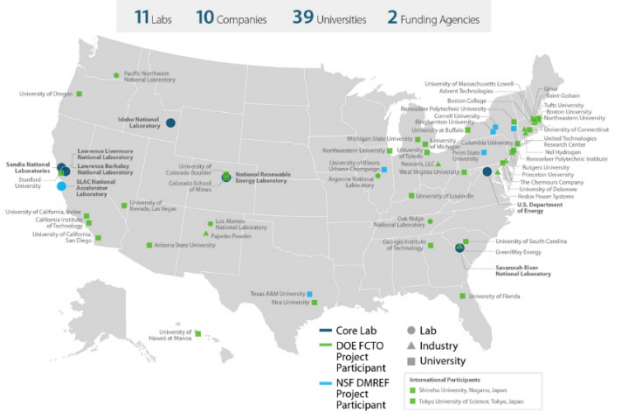 11 Labs 10 Companies 39 Universities 2 Funding Agencies
Pacific Northwest
National Laboratory
University of Oregon
Idaho National
Laboratory
Lawrence Livermore
National Laboratory
Sandia National
Laboratories
Lawrence Berkeley
National Laboratory
Stanford
University
SLAC National
Accelerator
Laboratory
University of California, Irvine
California Institute
of Technology
University of California,
San Diego
University of
Nevada, Las Vegas
Arizona State University
University of
Colorado Boulder
Colorado School
of Mines
National Renewable
Energy Laboratory
Los Alamos
National Laboratory
Pajarito Powder
Texas A&M University
Rice University
University of
Hawaii at Manoa
Michigan State University
Northwestern University
University of
Michigan
University of
Toledo
Nexceris, LLC
University of Illinois
Urbana-Champaign
Argonne National
Laboratory
West Virginia University
University of Louisville
Oak Ridge
National Laboratory
Georgia Institute
of Technology
University of Massachusetts Lowell
Advent Technologies
Boston College
Rensselaer Polytechnic University
Cornell University
Binghamton University
University at Buffalo
Columbia University
Penn State
University
Giner
Saint-Gobain
Tufts University
Boston University
Northeastern University
University of Connecticut
United Technologies
Research Center
Nel Hydrogen
Rensselaer Polytechnic Institute
Rutgers University
Princeton University
The Chemours Company
University of Delaware
Redox Power Systems
U.S. Department
of Energy
University of South Carolina
GreenWay Energy
Savannah River
National Laboratory
University of Florida
Core Lab
DOE FCTO
Project
Participant
NSF DMREF
Project
Participant
Lab
Industry
University
International Participants
Shinshu University, Nagano, Japan
Tokyo University of Science, Tokyo, Japan